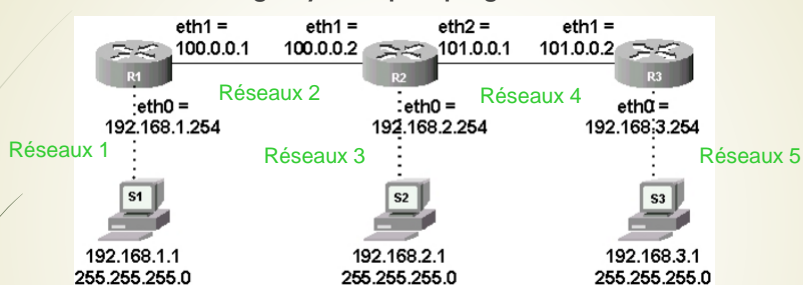 eth1 =
100.0.0.1
eth1 =
100.0.0.2
eth2 =
101.0.0.1
eth1 =
101.0.0.2
R1
R2
R3
Réseaux 2
Réseaux 4
eth0 =
192.168.1.254
eth0 =
192.168.2.254
eth0 =
192.168.3.254
Réseaux 1
Réseaux 3
Réseaux 5
S1
S2
S3
192.168.1.1
255.255.255.0
192.168.2.1
255.255.255.0
192.168.3.1
255.255.255.0